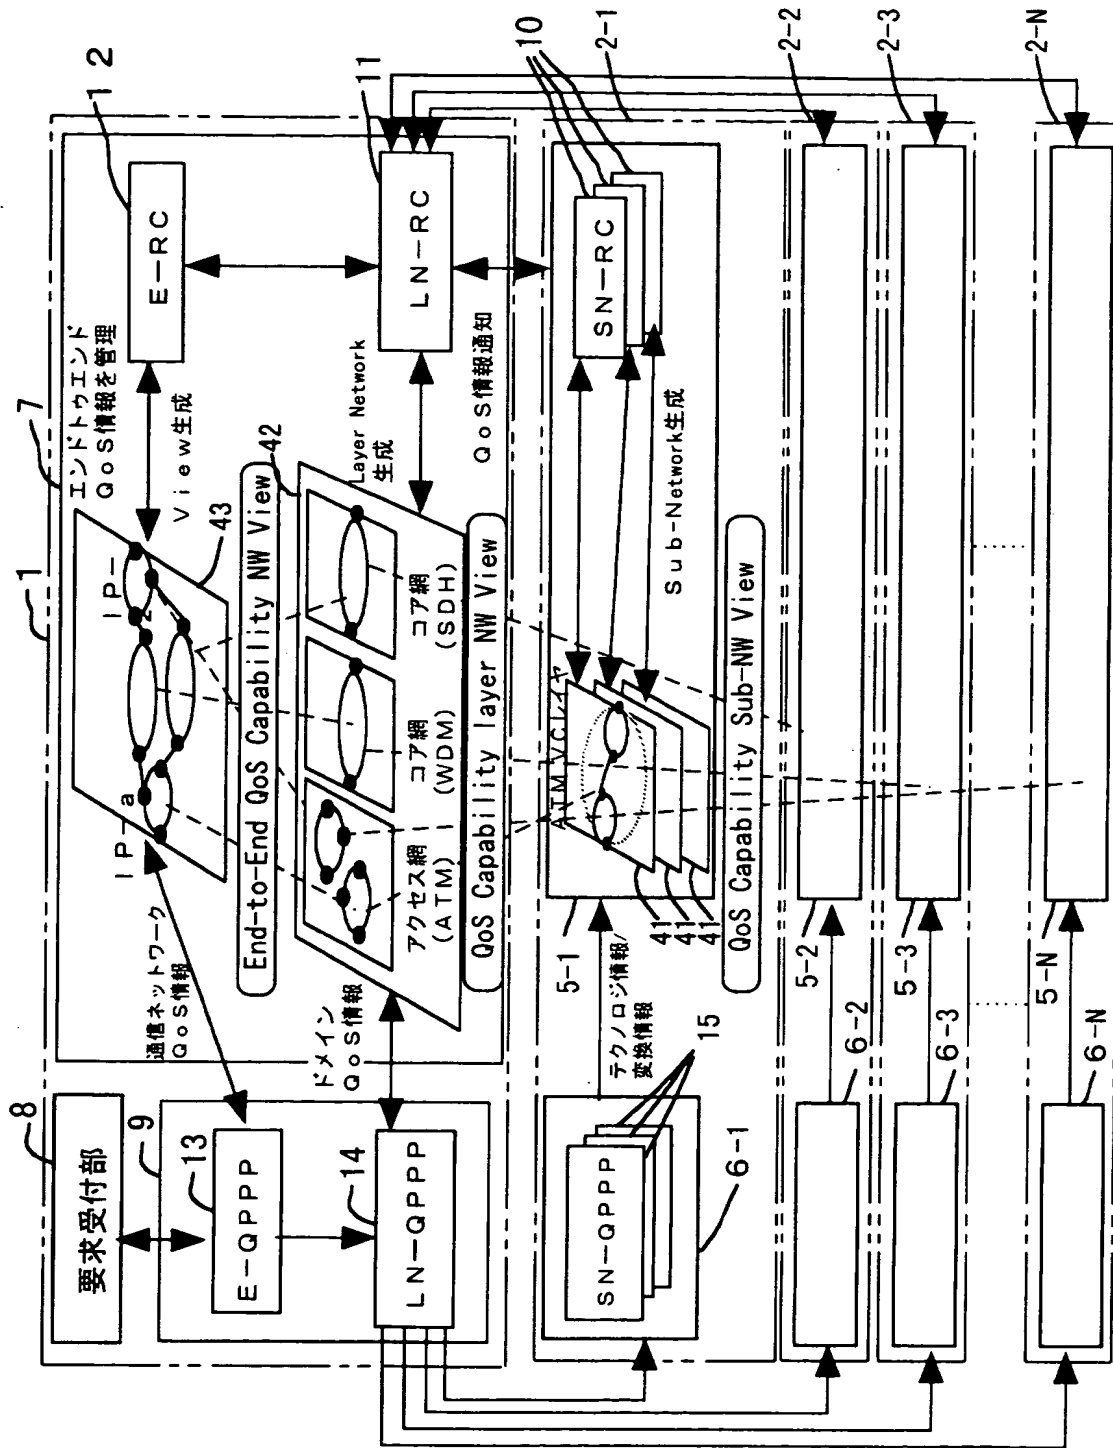 1
7
8
要求受付部
9
13
E-QPPP
14
LN-QPPP
通信ネットワーク
QoS情報
ドメイン
QoS情報
IP-a
IP-z
43
エンドトゥエンド
QoS情報を管理
View生成
E-RC
12
End-to-End QoS Capability NW View
42
アクセス網
(ATM)
コア網
(WDM)
コア網
(SDH)
Layer Network
生成
LN-RC
11
QoS Capability layer NW View
QoS情報通知
SN-QPPP
15
6-1
テクノロジ情報/
変換情報
5-1
ATM VCレイヤ
41
41
41
Sub-Network生成
SN-RC
10
2-1
QoS Capability Sub-NW View
6-2
5-2
2-2
6-3
5-3
2-3
6-N
5-N
2-N